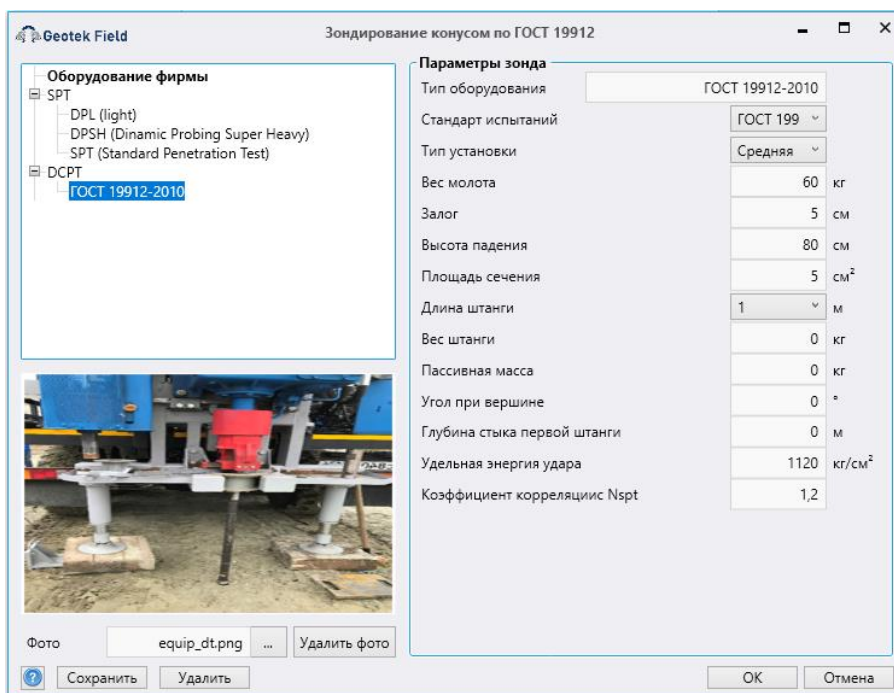 Geotek Field
Зондирование конусом по ГОСТ 19912
Оборудование фирмы
SPT
DPL (light)
DPSH (Dinamic Probing Super Heavy)
SPT (Standard Penetration Test)
DCPT
ГОСТ 19912-2010
Фото equip_dt.png ... Удалить фото
Параметры зонда
Тип оборудования ГОСТ 19912-2010
Стандарт испытаний ГОСТ 199
Тип установки Средняя
Вес молота 60 кг
Залог 5 см
Высота падения 80 см
Площадь сечения 5 см²
Длина штанги 1 м
Вес штанги 0 кг
Пассивная масса 0 кг
Угол при вершине 0 °
Глубина стыка первой штанги 0 м
Удельная энергия удара 1120 кг/см²
Коэффициент корреляциис Nspt 1,2
? Сохранить Удалить ОК Отмена